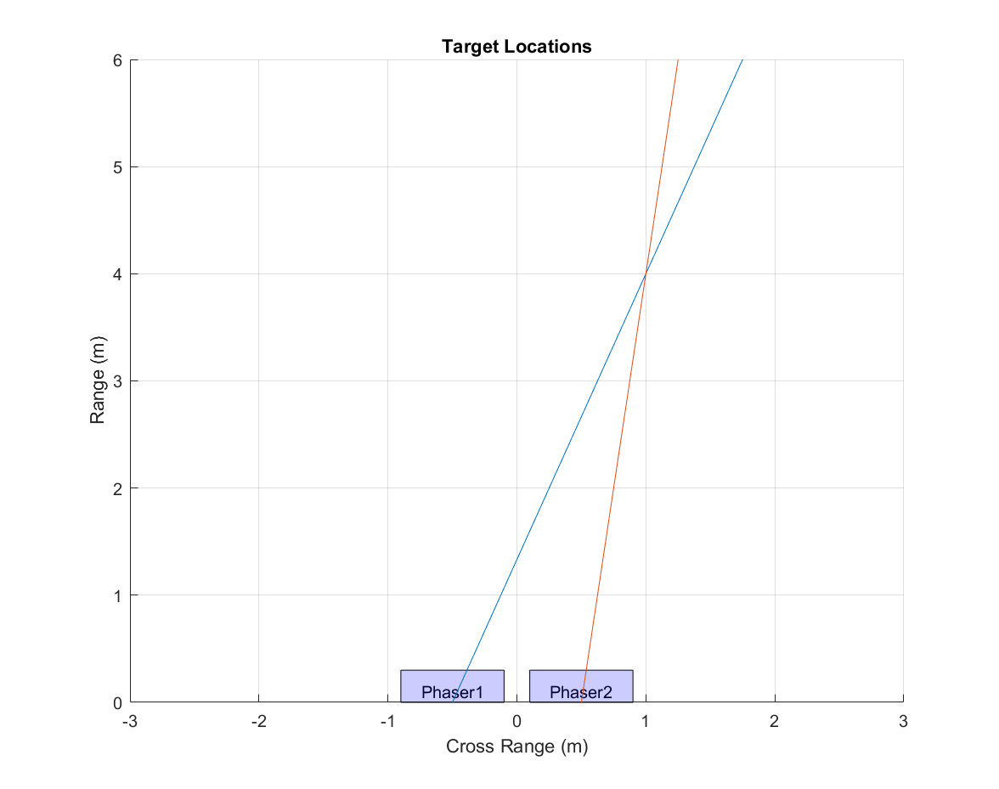 Target Locations
6
5
4
3
2
1
0
Range (m)
Phaser1 Phaser2
-3 -2 -1 0 1 2 3
Cross Range (m)